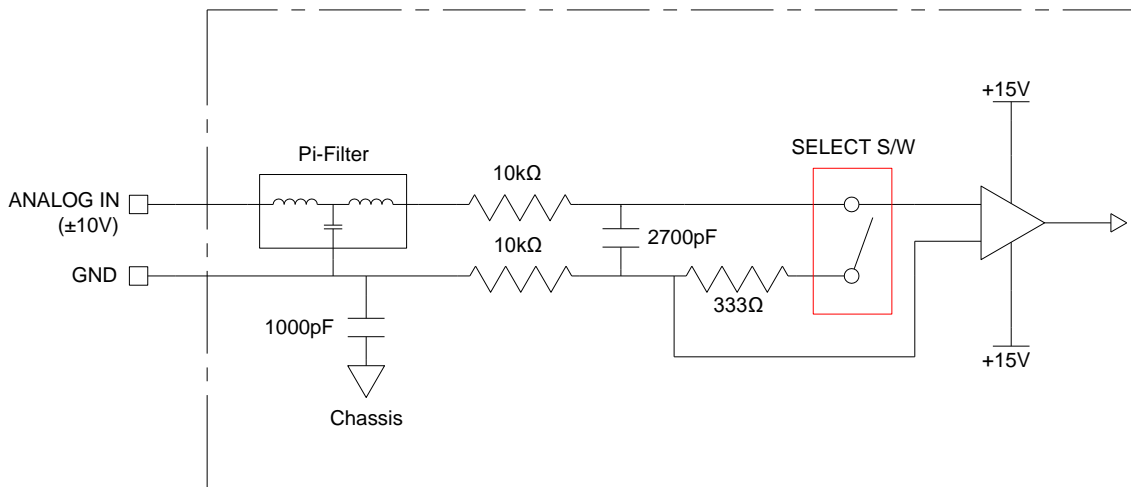 +15V
Pi-Filter
SELECT S/W
10kΩ
ANALOG IN
(±10V)
10kΩ
2700pF
GND
333Ω
1000pF
+15V
Chassis